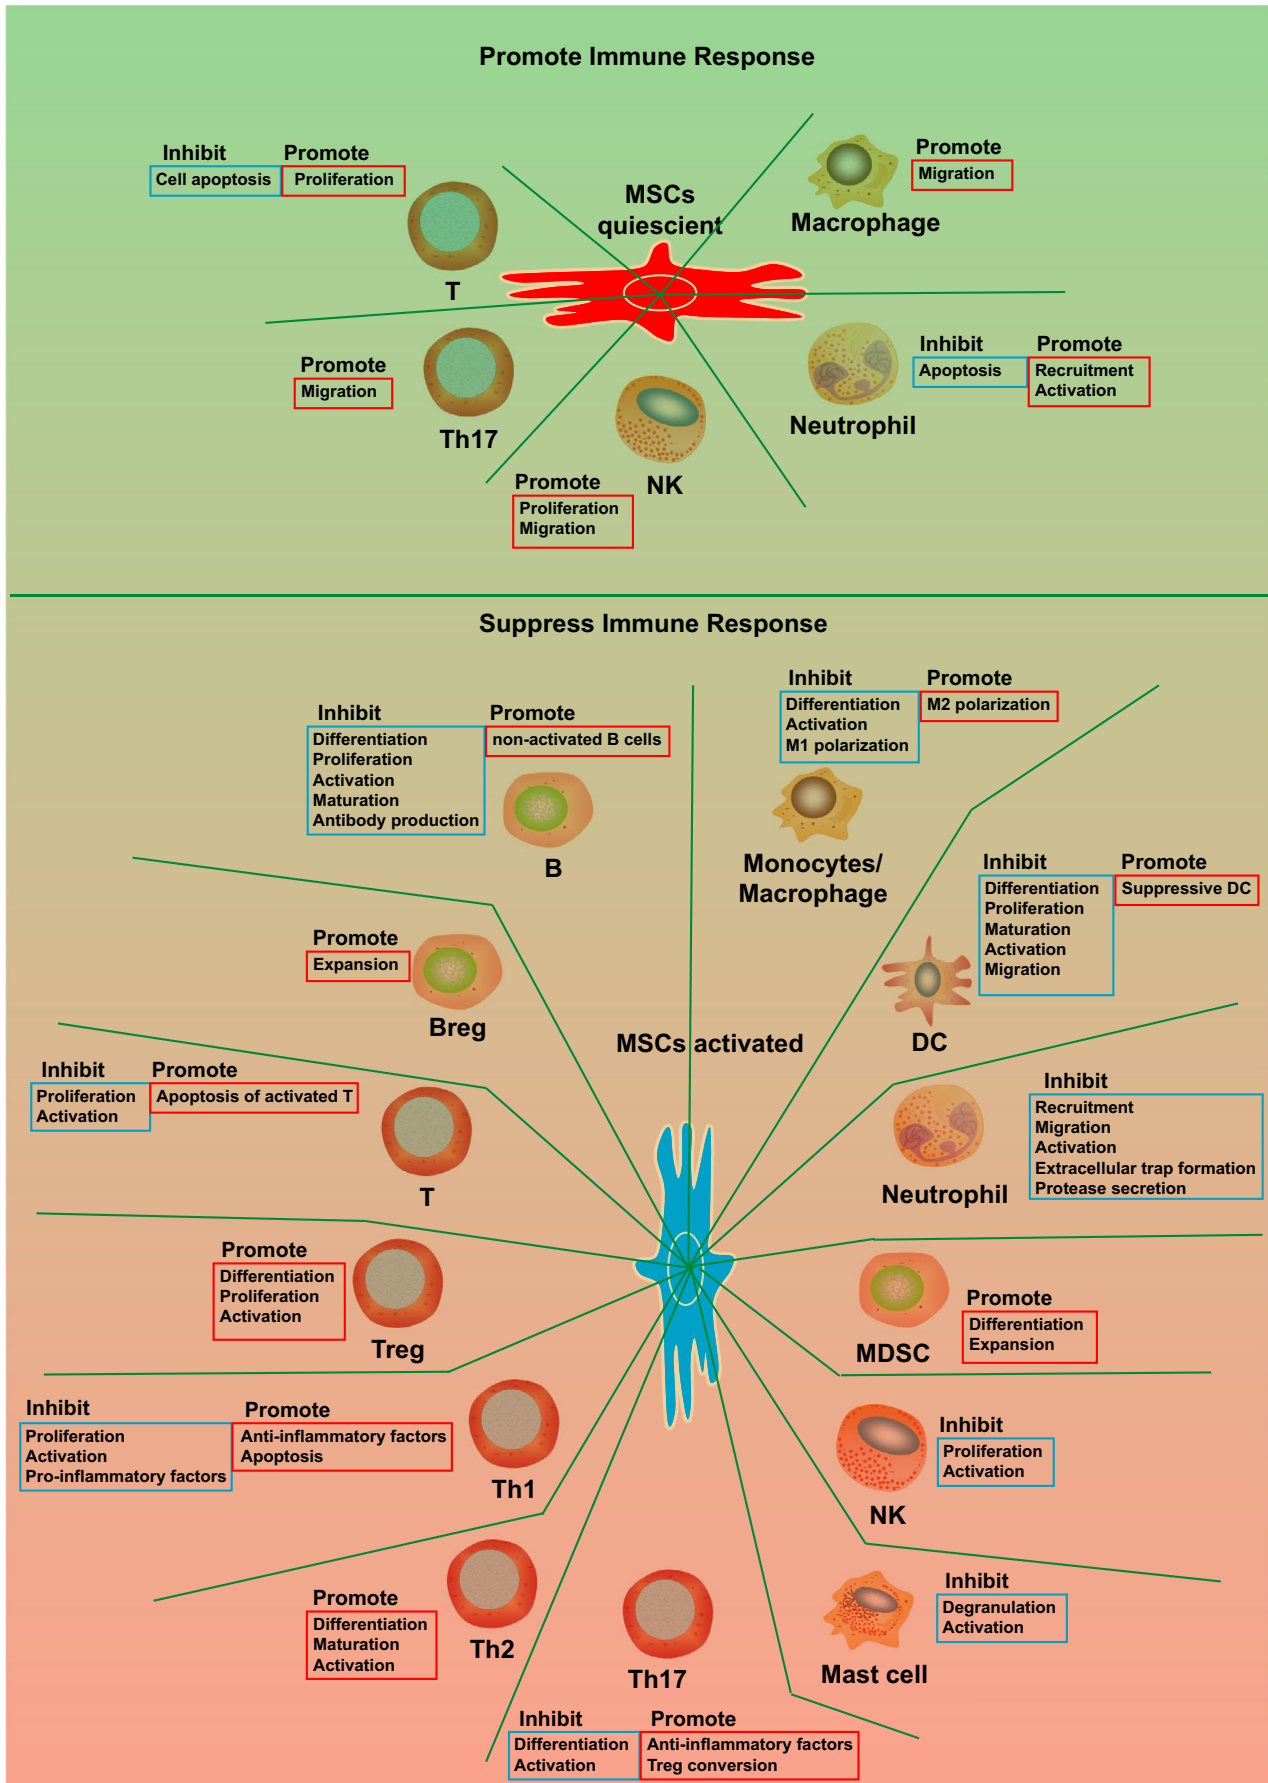 Promote Immune Response
Inhibit
Promote
Cell apoptosis
Proliferation
T
MSCs
quiescient
Promote
Migration
Macrophage
Promote
Migration
Th17
Promote
Proliferation
Migration
NK
Inhibit
Promote
Apoptosis
Recruitment
Activation
Neutrophil
Suppress Immune Response
Inhibit
Promote
Differentiation
Proliferation
Activation
Maturation
Antibody production
non-activated B cells
B
Inhibit
Promote
Differentiation
Activation
M1 polarization
M2 polarization
Monocytes/
Macrophage
Inhibit
Promote
Differentiation
Proliferation
Maturation
Activation
Migration
Suppressive DC
DC
Promote
Expansion
Breg
MSCs activated
Inhibit
Promote
Proliferation
Activation
Apoptosis of activated T
T
Inhibit
Recruitment
Migration
Activation
Extracellular trap formation
Protease secretion
Neutrophil
Promote
Differentiation
Proliferation
Activation
Treg
Promote
Differentiation
Expansion
MDSC
Inhibit
Promote
Proliferation
Activation
Pro-inflammatory factors
Anti-inflammatory factors
Apoptosis
Th1
Inhibit
Proliferation
Activation
NK
Promote
Differentiation
Maturation
Activation
Th2
Inhibit
Degranulation
Activation
Mast cell
Th17
Inhibit
Promote
Differentiation
Activation
Anti-inflammatory factors
Treg conversion